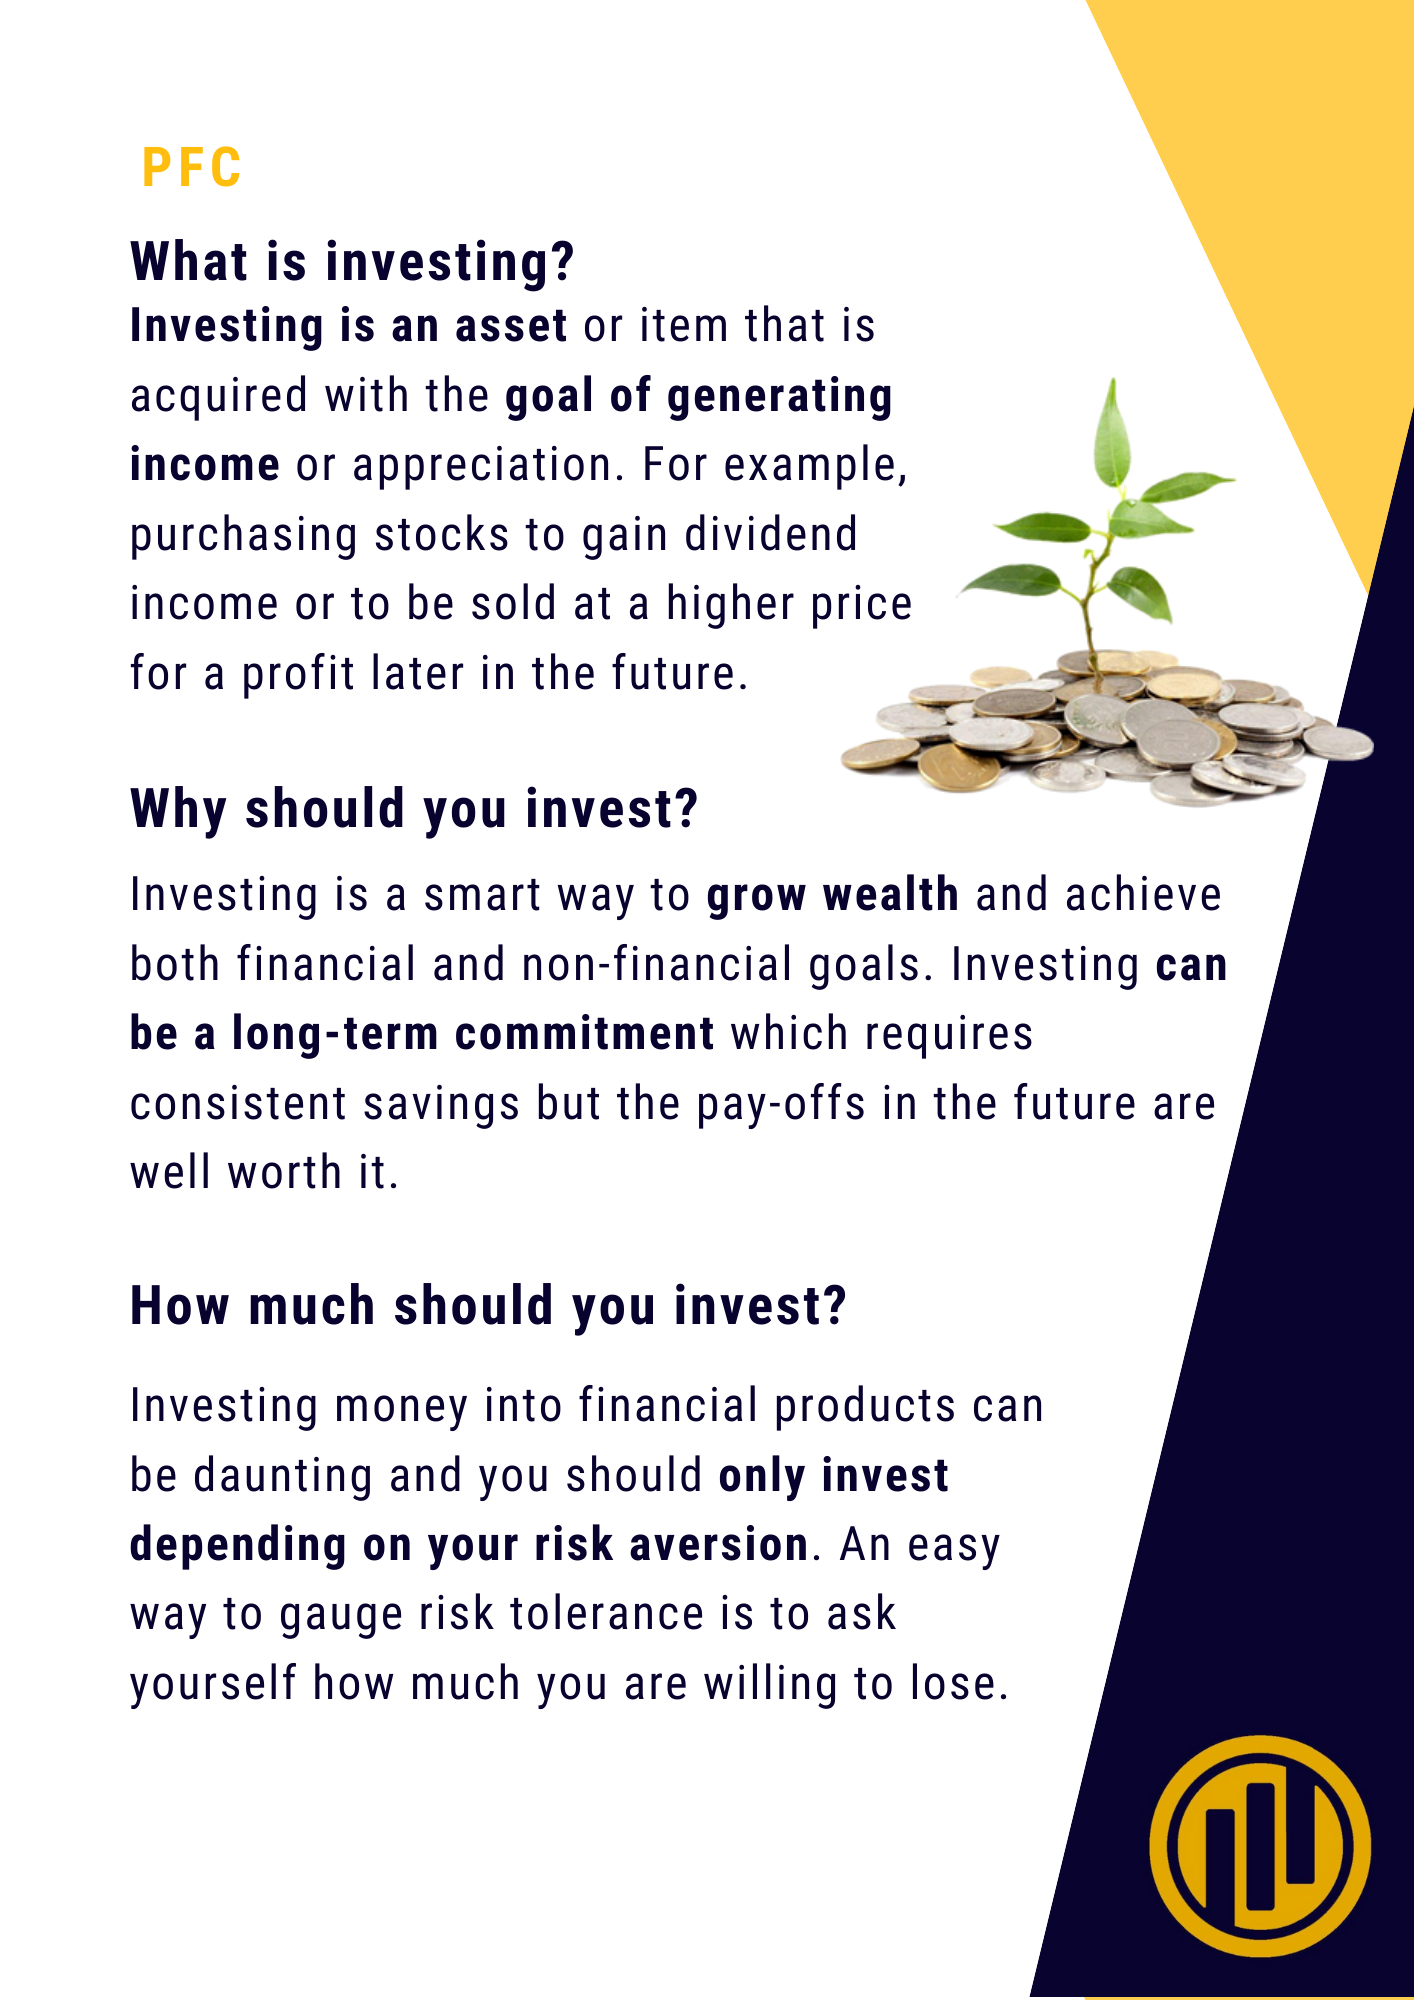 PFC
What is investing?
Investing is an asset or item that is
acquired with the goal of generating
income or appreciation. For example,
purchasing stocks to gain dividend
income or to be sold at a higher price
for a profit later in the future.
Why should you invest?
Investing is a smart way to grow wealth and achieve
both financial and non-financial goals. Investing can
be a long-term commitment which requires
consistent savings but the pay-offs in the future are
well worth it.
How much should you invest?
Investing money into financial products can
be daunting and you should only invest
depending on your risk aversion. An easy
way to gauge risk tolerance is to ask
yourself how much you are willing to lose.